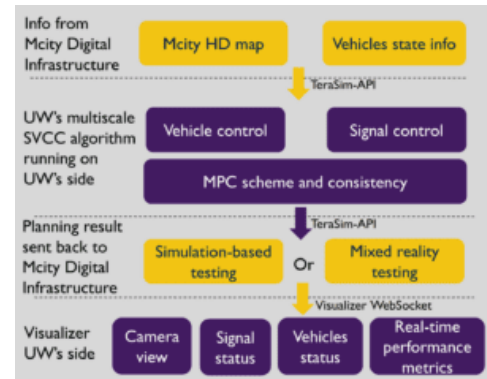 Info from
Mcity Digital
Infrastructure
Mcity HD map
Vehicles state info
TeraSim-API
UW's multiscale
SVCC algorithm
running on
UW's side
Vehicle control
Signal control
MPC scheme and consistency
TeraSim-API
Planning result
sent back to
Mcity Digital
Infrastructure
Simulation-based
testing
Or
Mixed reality
testing
Visualizer WebSocket
Visualizer
UW's side
Camera
view
Signal
status
Vehicles
status
Real-time
performance
metrics